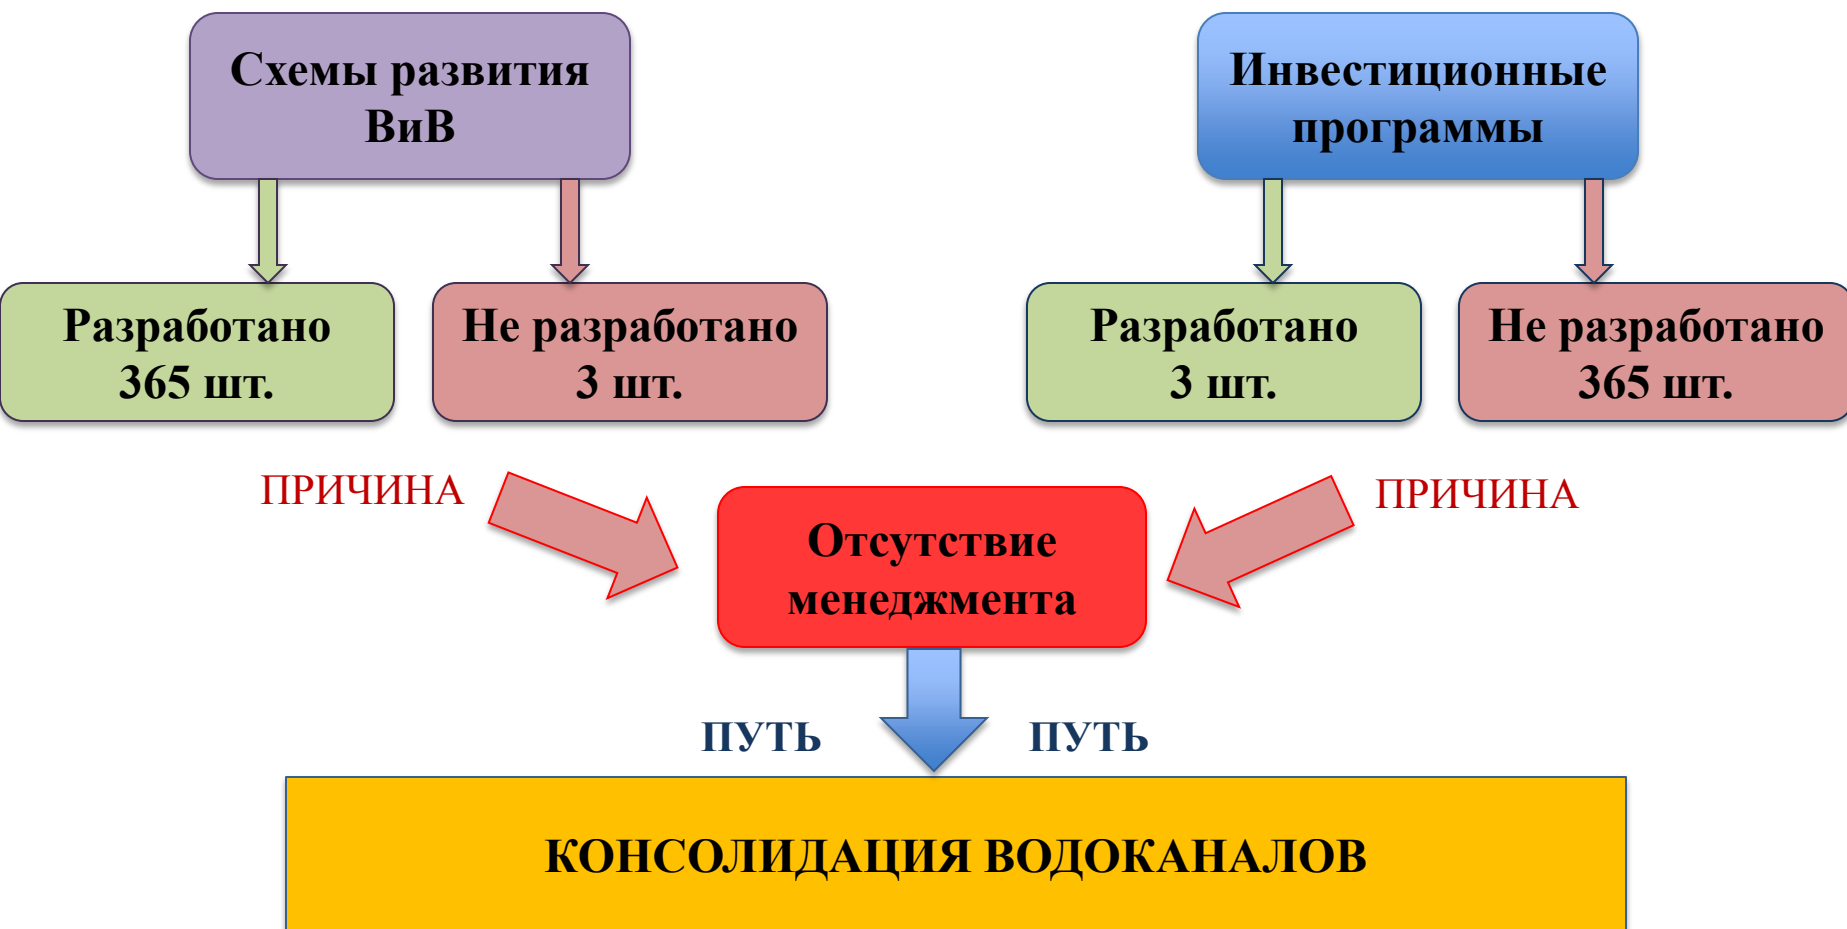 Схемы развития
ВиВ
Инвестиционные
программы
Разработано
365 шт.
Не разработано
3 шт.
Разработано
3 шт.
Не разработано
365 шт.
ПРИЧИНА
ПРИЧИНА
Отсутствие
менеджмента
ПУТЬ
ПУТЬ
КОНСОЛИДАЦИЯ ВОДОКАНАЛОВ